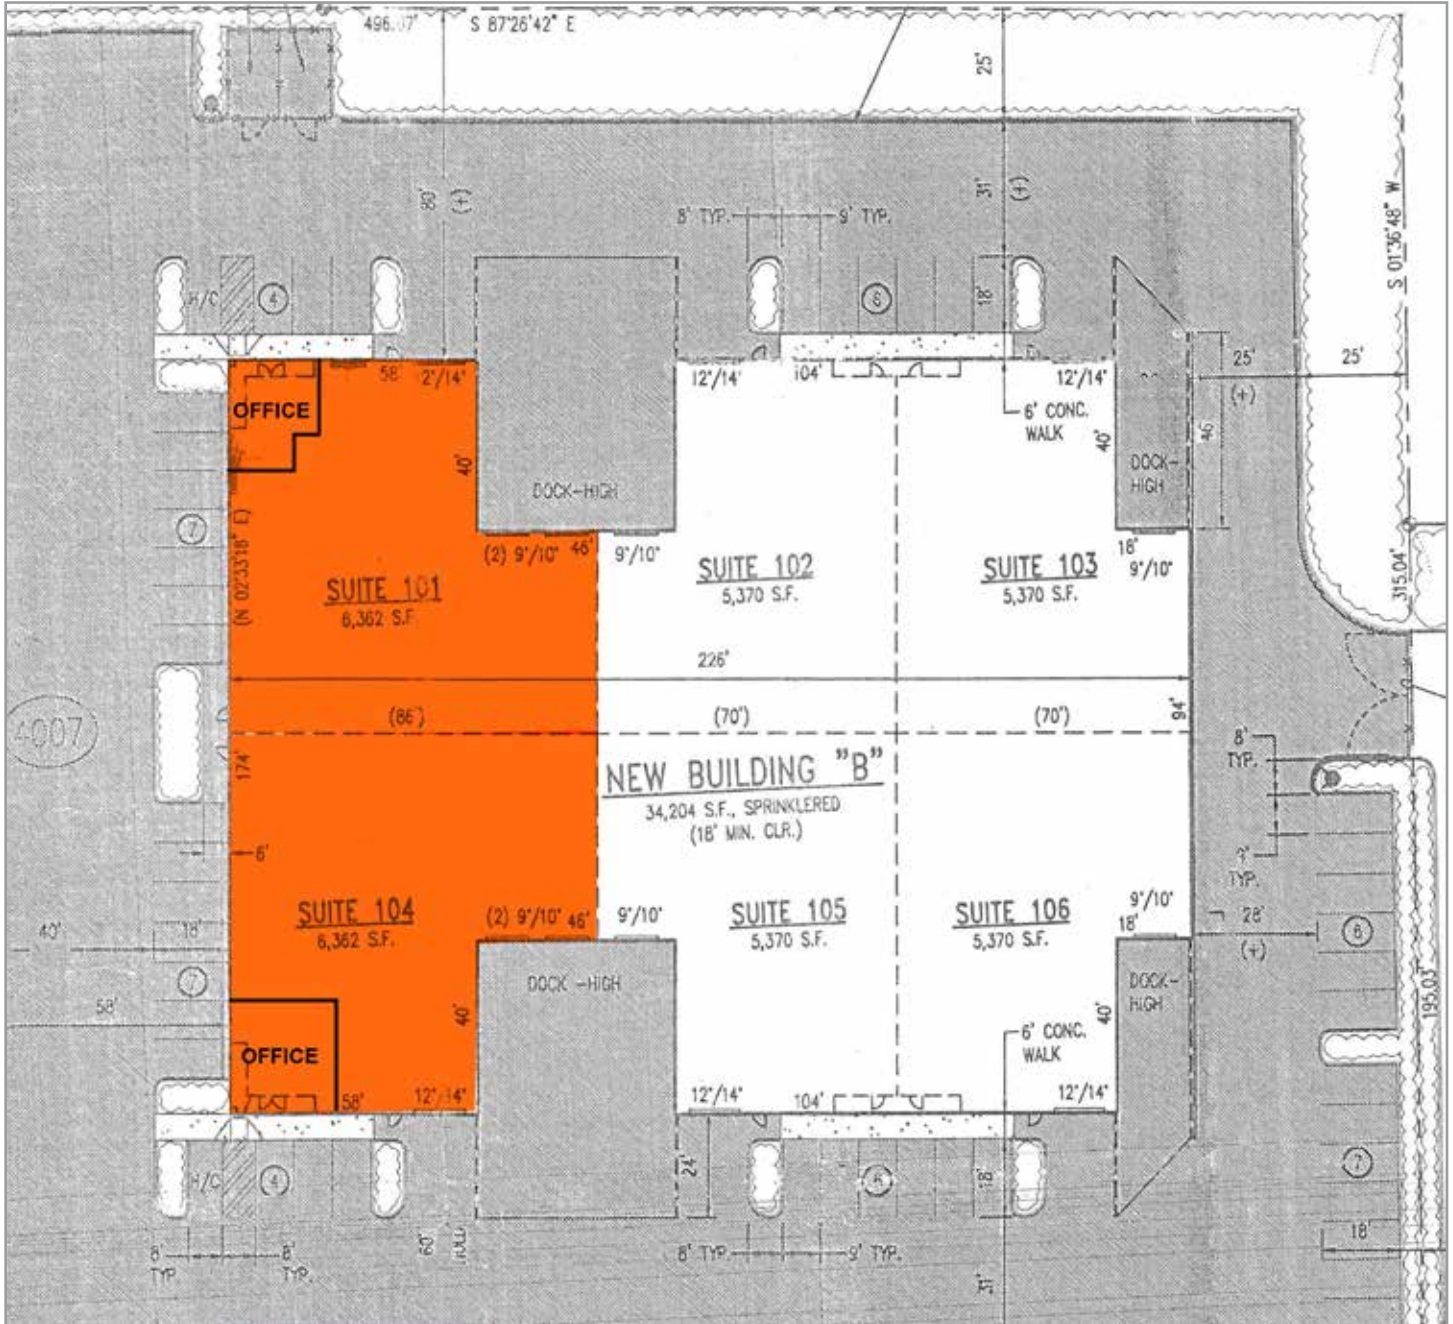 496.07' S 87°26'42" E
25'
80' (+)
31' (+)
8' TYP. 9' TYP.
S 01°36'48" W
H/C 4 6 18'
25' (+) 25'
58' 2'/14' 12'/14' 104' 12'/14'
OFFICE
6' CONC. WALK
40' 40' 46'
DOCK-HIGH
DOCK-HIGH
7
(N 02°33'18" E)
(2) 9'/10' 46' 9'/10' 18' 9'/10'
SUITE 101
6,362 S.F.
SUITE 102
5,370 S.F.
SUITE 103
5,370 S.F.
315.04'
226'
4007
(86') (70') (70') 94'
174'
NEW BUILDING "B"
34,204 S.F., SPRINKLERED
(18' MIN. CLR.)
8' TYP.
6'
9' TYP.
SUITE 104
6,362 S.F.
(2) 9'/10' 46' 9'/10'
SUITE 105
5,370 S.F.
SUITE 106
5,370 S.F.
9'/10'
18'
40' 18'
28' (+)
6
7
58'
DOCK-HIGH
DOCK-HIGH
195.03'
40' 40'
OFFICE
6' CONC. WALK
58' 12'/14' 12'/14' 104' 12'/14'
H/C 4 24' 6 18' 7
8' TYP. 8' TYP.
60'
8' TYP. 9' TYP.
31'
18'